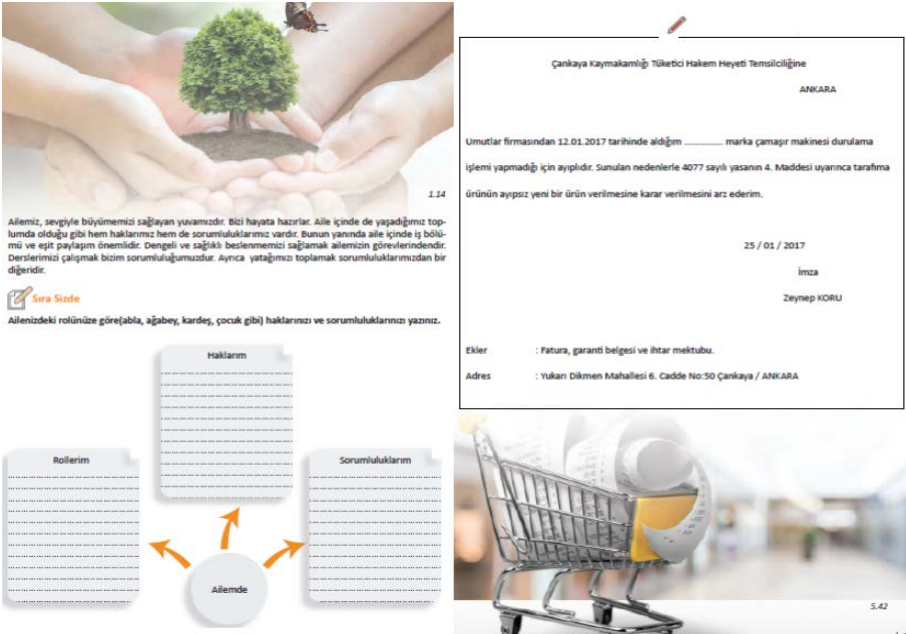 1.14
Ailemiz, sevgiyle büyümemizi sağlayan yuvamızdır. Bizi hayata hazırlar. Aile içinde de yaşadığımız top-
lumda olduğu gibi hem haklarımız hem de sorumluluklarımız vardır. Bunun yanında aile içinde iş bölü-
mü ve eşit paylaşım önemlidir. Dengeli ve sağlıklı beslenmemizi sağlamak ailemizin görevlerindendir.
Derslerimizi çalışmak bizim sorumluluğumuzdur. Ayrıca yatağımızı toplamak sorumluluklarımızdan bir
diğeridir.
Sıra Sizde
Ailenizdeki rolünüze göre(abla, ağabey, kardeş, çocuk gibi) haklarınızı ve sorumluluklarınızı yazınız.
Haklarım
Rollerim
Sorumluluklarım
Ailemde
Çankaya Kaymakamlığı Tüketici Hakem Heyeti Temsilciliğine
ANKARA
Umutlar firmasından 12.01.2017 tarihinde aldığım ............... marka çamaşır makinesi durulama
işlemi yapmadığı için ayıplıdır. Sunulan nedenlerle 4077 sayılı yasanın 4. Maddesi uyarınca tarafıma
ürünün ayıpsız yeni bir ürün verilmesine karar verilmesini arz ederim.
25 / 01 / 2017
İmza
Zeynep KORU
Ekler : Fatura, garanti belgesi ve ihtar mektubu.
Adres : Yukarı Dikmen Mahallesi 6. Cadde No:50 Çankaya / ANKARA
5.42